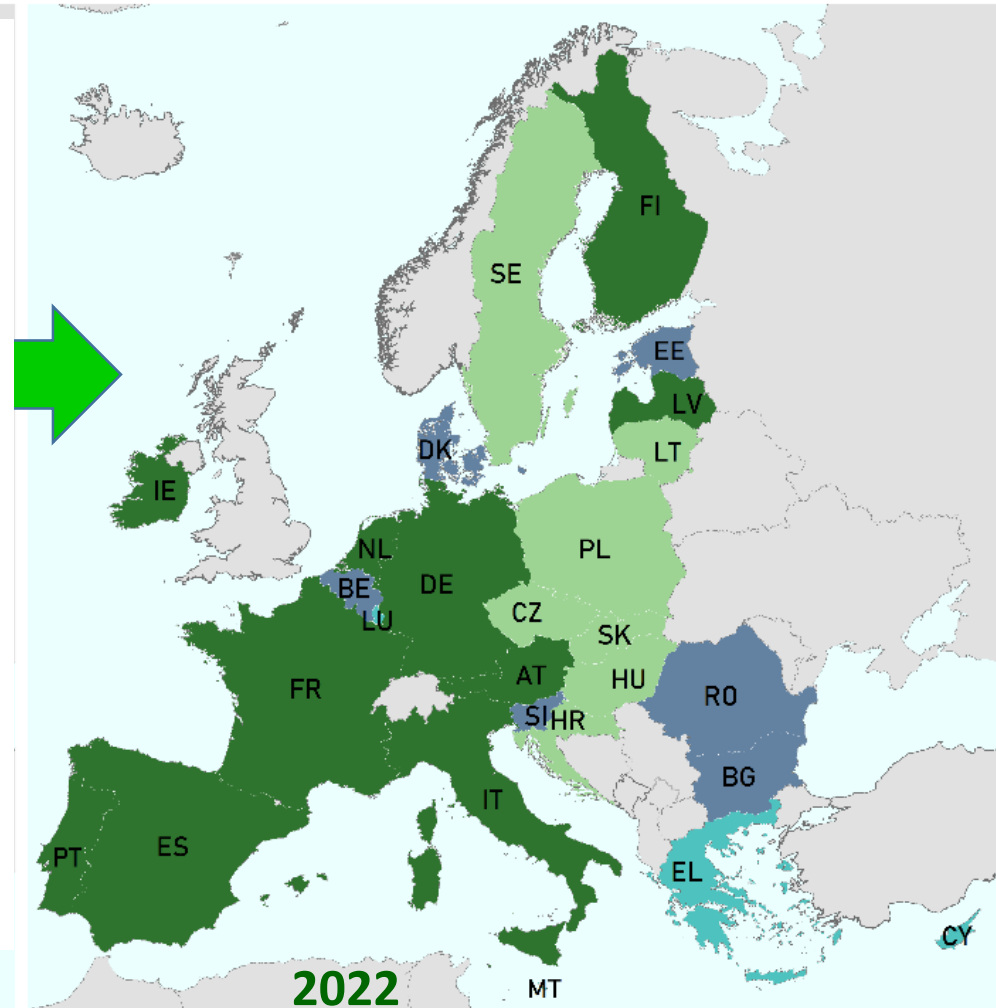 FI
SE
EE
LV
DK
LT
IE
NL
PL
BE
DE
CZ
LU
SK
AT
HU
FR
RO
SI
HR
BG
IT
ES
PT
EL
CY
MT
2022